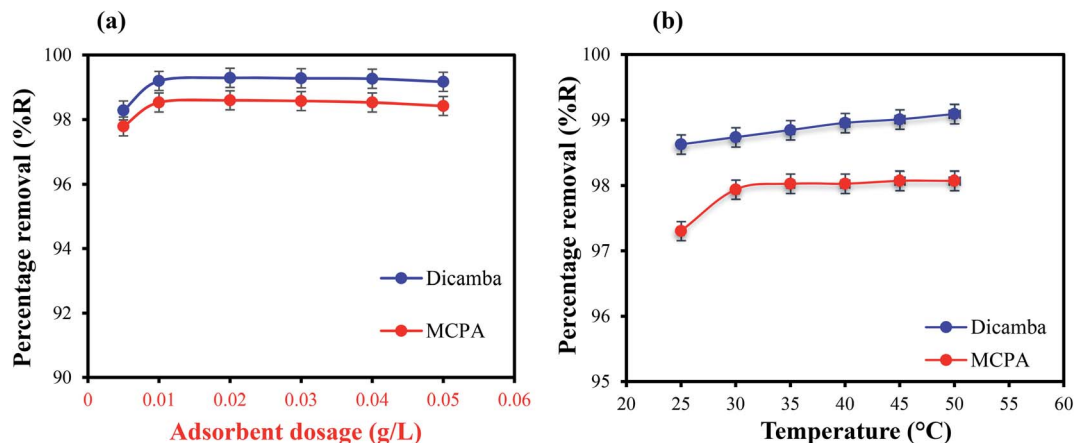 (a)
Percentage removal (%R)
100
98
96
94
92
90
0
0.01
0.02
0.03
0.04
0.05
0.06
Adsorbent dosage (g/L)
Dicamba
MCPA
(b)
Percentage removal (%R)
100
99
98
97
96
95
20
25
30
35
40
45
50
55
60
Temperature (°C)
Dicamba
MCPA